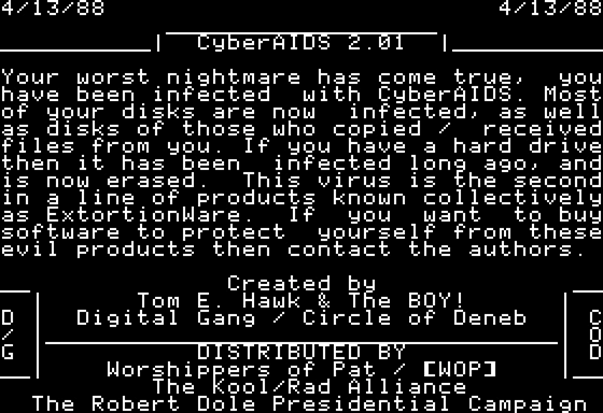 4/13/88 4/13/88
CyberAIDS 2.01
Your worst nightmare has come true, you
have been infected with CyberAIDS. Most
of your disks are now infected, as well
as disks of those who copied / received
files from you. If you have a hard drive
then it has been infected long ago, and
is now erased. This virus is the second
in a line of products known collectively
as ExtortionWare. If you want to buy
software to protect yourself from these
evil products then contact the authors.
Created by
Tom E. Hawk & The BOY!
D Digital Gang / Circle of Deneb C
/ O
G DISTRIBUTED BY D
Worshippers of Pat / [WOP]
The Kool/Rad Alliance
The Robert Dole Presidential Campaign